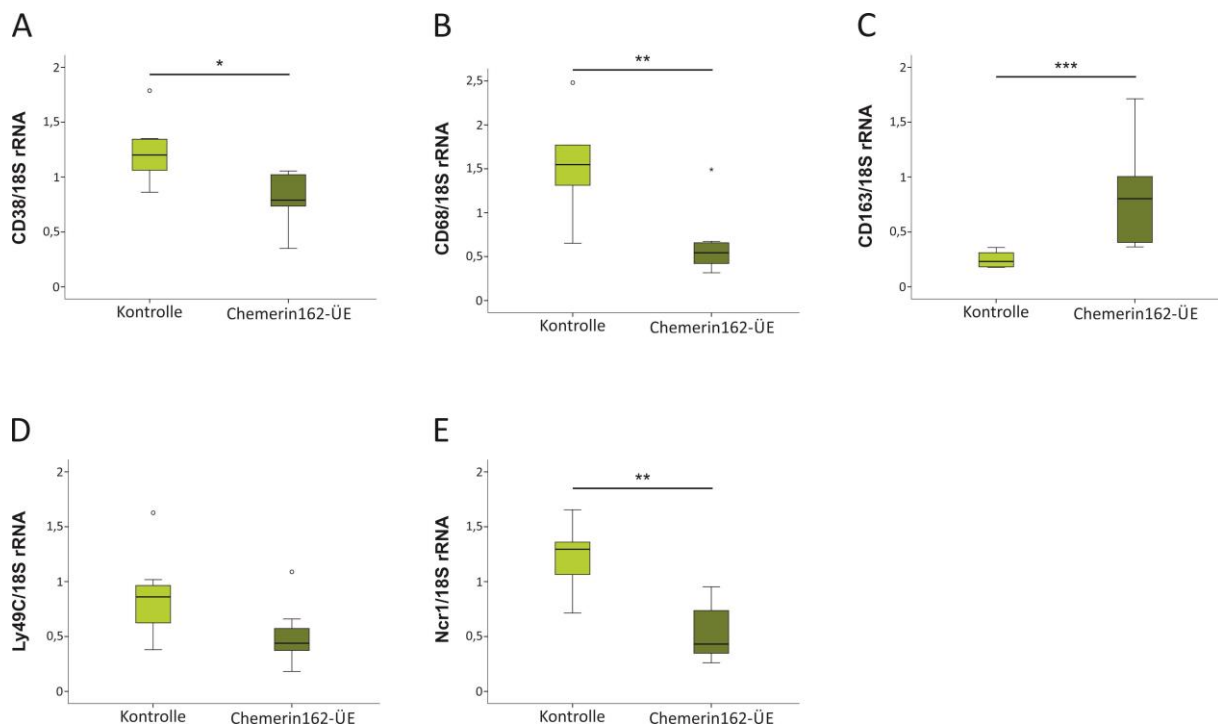 A
CD38/18S rRNA
2
1,5
1
0,5
0
*
Kontrolle
Chemerin162-ÜE
B
CD68/18S rRNA
2,5
2
1,5
1
0,5
0
**
*
Kontrolle
Chemerin162-ÜE
C
CD163/18S rRNA
2
1,5
1
0,5
0
***
Kontrolle
Chemerin162-ÜE
D
Ly49C/18S rRNA
2
1,5
1
0,5
0
Kontrolle
Chemerin162-ÜE
E
Ncr1/18S rRNA
2
1,5
1
0,5
0
**
Kontrolle
Chemerin162-ÜE